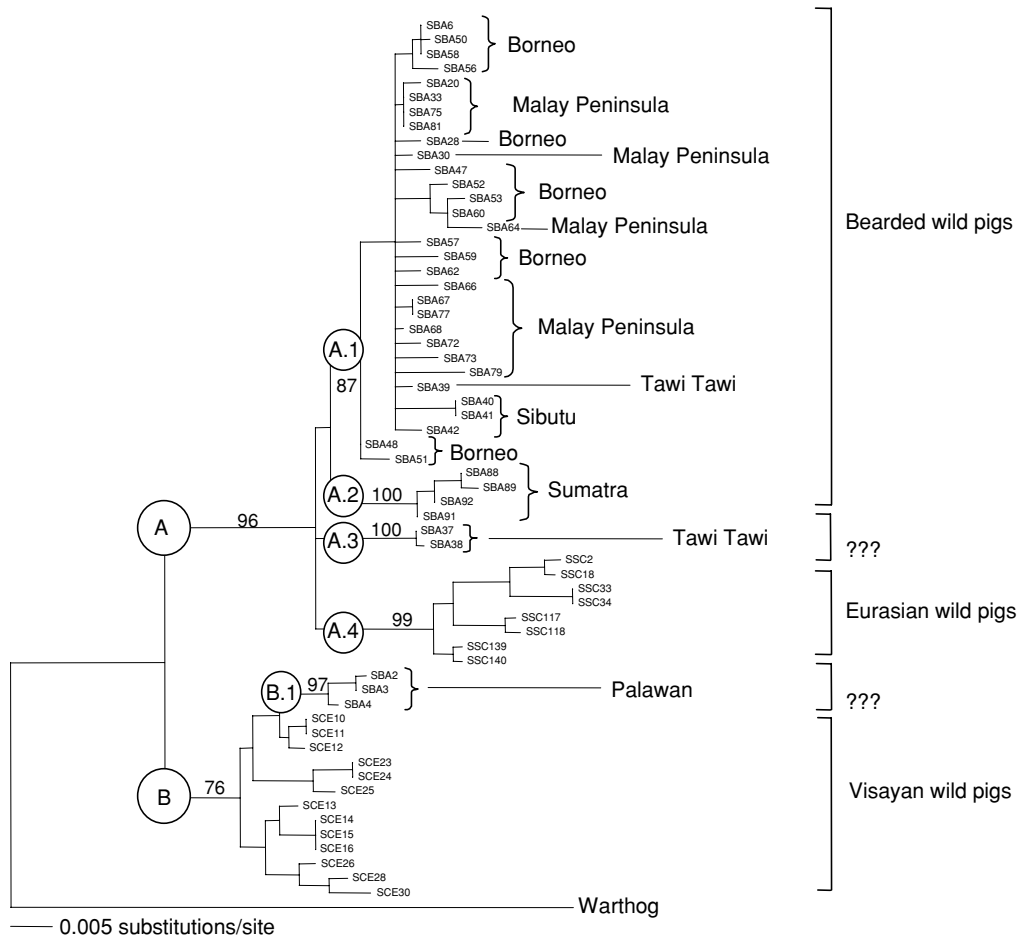 SBA6
SBA50
SBA58
SBA56
Borneo
SBA20
SBA33
SBA75
SBA81
Malay Peninsula
SBA28
Borneo
SBA30
Malay Peninsula
SBA47
SBA52
SBA53
SBA60
Borneo
SBA64
Malay Peninsula
SBA57
SBA59
SBA62
Borneo
SBA66
SBA67
SBA77
SBA68
SBA72
SBA73
SBA79
Malay Peninsula
SBA39
Tawi Tawi
SBA40
SBA41
SBA42
Sibutu
SBA48
SBA51
Borneo
A.1
87
Bearded wild pigs
SBA88
SBA89
SBA92
SBA91
Sumatra
A.2
100
A
96
A.3
100
SBA37
SBA38
Tawi Tawi
???
SSC2
SSC18
SSC33
SSC34
SSC117
SSC118
SSC139
SSC140
A.4
99
Eurasian wild pigs
B.1
97
SBA2
SBA3
SBA4
Palawan
???
SCE10
SCE11
SCE12
SCE23
SCE24
SCE25
B
76
SCE13
SCE14
SCE15
SCE16
SCE26
SCE28
SCE30
Visayan wild pigs
Warthog
0.005 substitutions/site